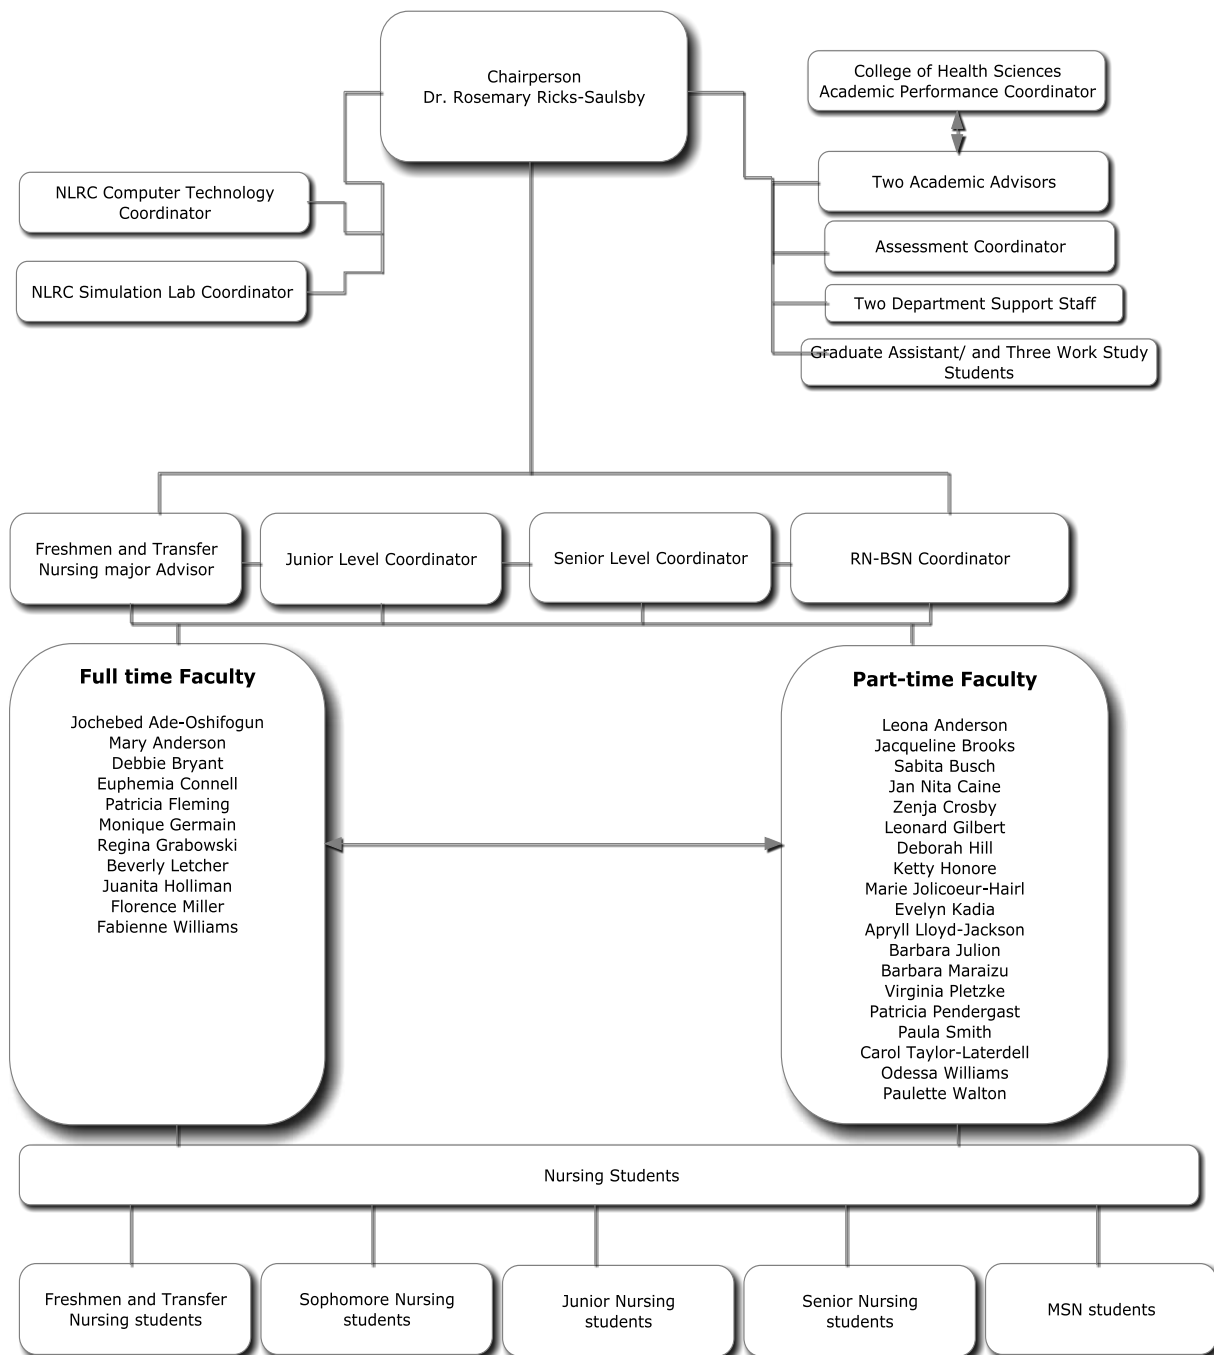 Chairperson
Dr. Rosemary Ricks-Saulsby
College of Health Sciences
Academic Performance Coordinator
NLRC Computer Technology
Coordinator
NLRC Simulation Lab Coordinator
Two Academic Advisors
Assessment Coordinator
Two Department Support Staff
Graduate Assistant/ and Three Work Study
Students
Freshmen and Transfer
Nursing major Advisor
Junior Level Coordinator
Senior Level Coordinator
RN-BSN Coordinator
Full time Faculty
Jochebed Ade-Oshifogun
Mary Anderson
Debbie Bryant
Euphemia Connell
Patricia Fleming
Monique Germain
Regina Grabowski
Beverly Letcher
Juanita Holliman
Florence Miller
Fabienne Williams
Part-time Faculty
Leona Anderson
Jacqueline Brooks
Sabita Busch
Jan Nita Caine
Zenja Crosby
Leonard Gilbert
Deborah Hill
Ketty Honore
Marie Jolicoeur-Hairl
Evelyn Kadia
Apryll Lloyd-Jackson
Barbara Julion
Barbara Maraizu
Virginia Pletzke
Patricia Pendergast
Paula Smith
Carol Taylor-Laterdell
Odessa Williams
Paulette Walton
Nursing Students
Freshmen and Transfer
Nursing students
Sophomore Nursing
students
Junior Nursing
students
Senior Nursing
students
MSN students